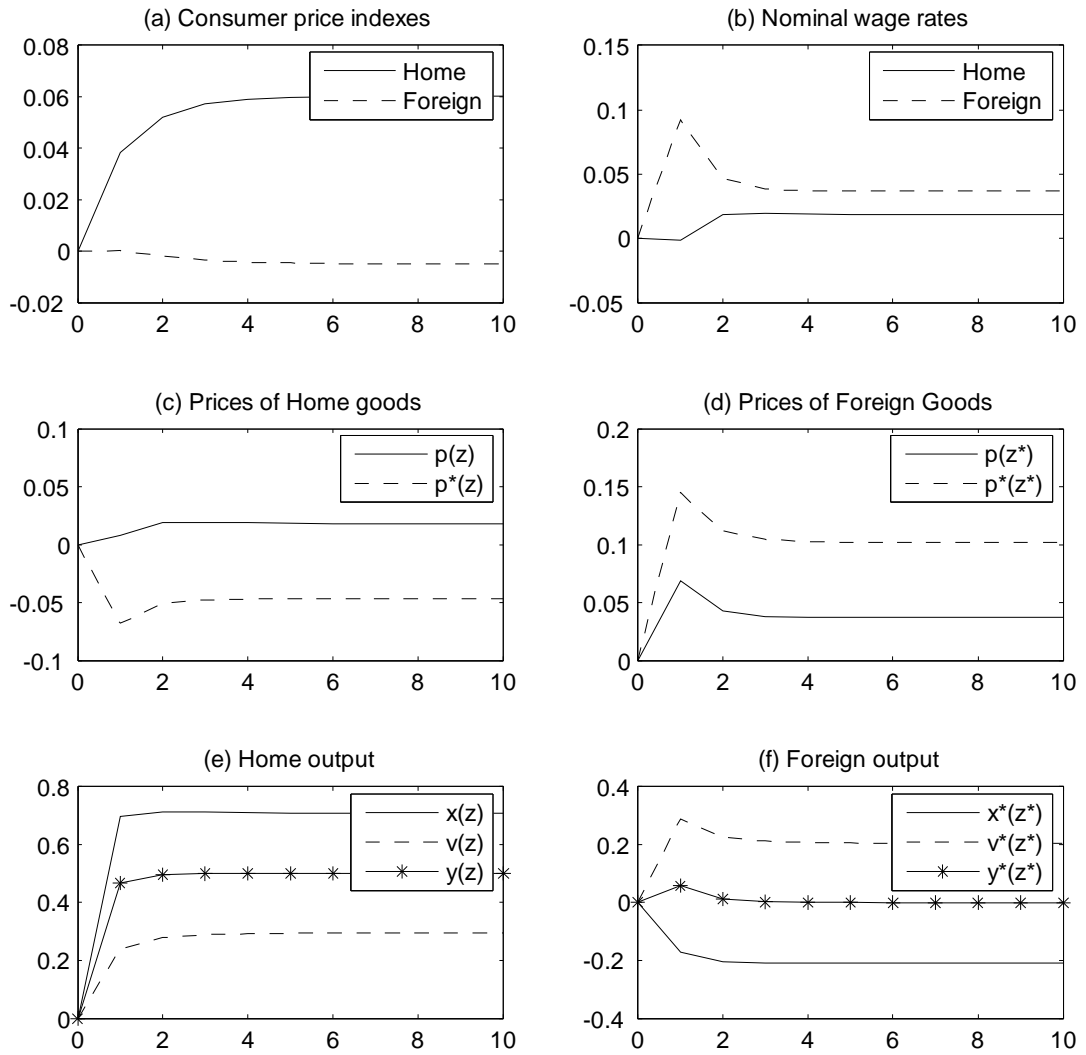 (a) Consumer price indexes
0.08
0.06
0.04
0.02
0
-0.02
0 2 4 6 8 10
Home
Foreign
(b) Nominal wage rates
0.15
0.1
0.05
0
-0.05
0 2 4 6 8 10
Home
Foreign
(c) Prices of Home goods
0.1
0.05
0
-0.05
-0.1
0 2 4 6 8 10
p(z)
p*(z)
(d) Prices of Foreign Goods
0.2
0.15
0.1
0.05
0
0 2 4 6 8 10
p(z*)
p*(z*)
(e) Home output
0.8
0.6
0.4
0.2
0
0 2 4 6 8 10
x(z)
v(z)
y(z)
(f) Foreign output
0.4
0.2
0
-0.2
-0.4
0 2 4 6 8 10
x*(z*)
v*(z*)
y*(z*)